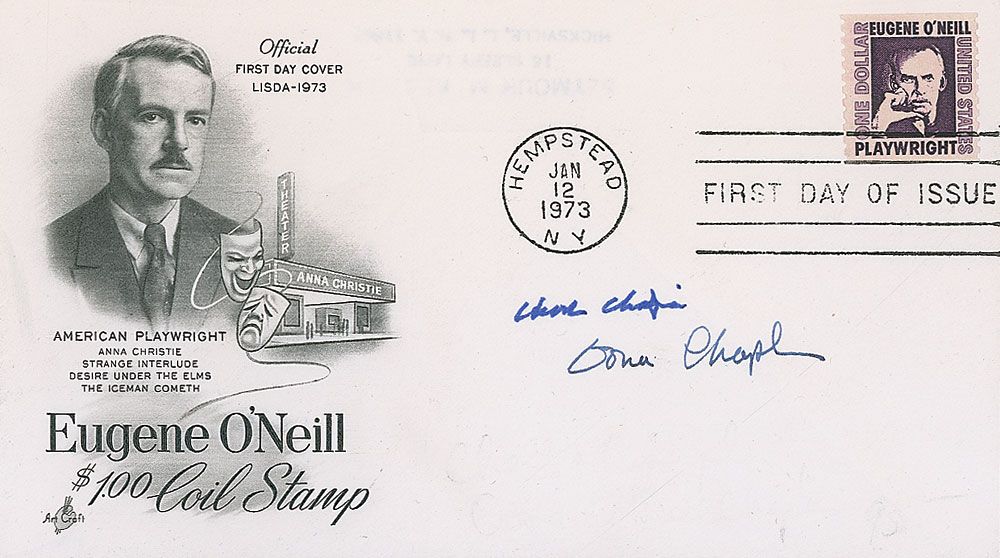 Official
FIRST DAY COVER
LISDA-1973
EUGENE O'NEILL
ONE DOLLAR
UNITED STATES
PLAYWRIGHT
HEMPSTEAD
JAN
12
1973
N Y
FIRST DAY OF ISSUE
THEATER
ANNA CHRISTIE
AMERICAN PLAYWRIGHT
ANNA CHRISTIE
STRANGE INTERLUDE
DESIRE UNDER THE ELMS
THE ICEMAN COMETH
Oona Chaplin
Eugene O'Neill
$1.00 Coil Stamp
Art Craft